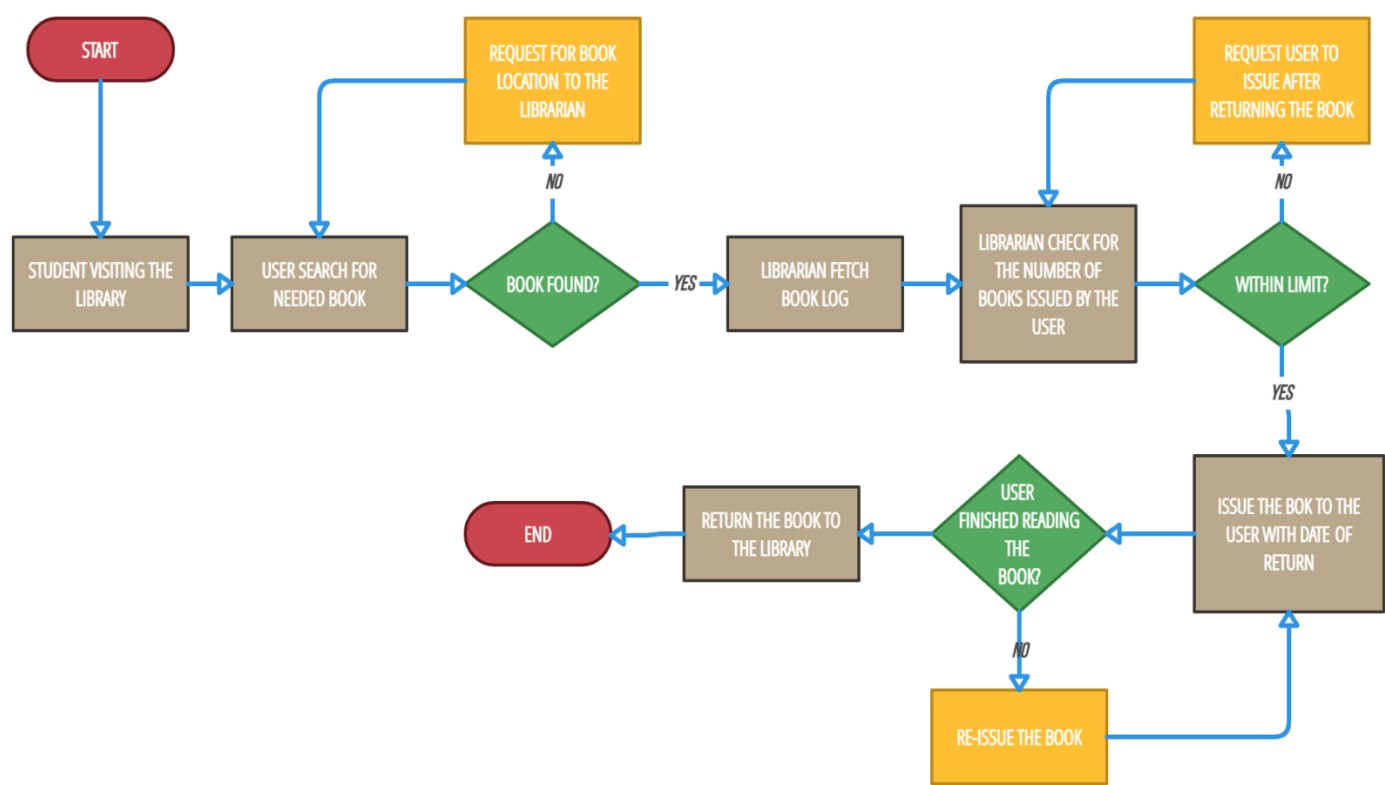 START
REQUEST FOR BOOK
LOCATION TO THE
LIBRARIAN
REQUEST USER TO
ISSUE AFTER
RETURNING THE BOOK
NO
NO
STUDENT VISITING THE
LIBRARY
USER SEARCH FOR
NEEDED BOOK
BOOK FOUND?
YES
LIBRARIAN FETCH
BOOK LOG
LIBRARIAN CHECK FOR
THE NUMBER OF
BOOKS ISSUED BY THE
USER
WITHIN LIMIT?
YES
ISSUE THE BOK TO THE
USER WITH DATE OF
RETURN
USER
FINISHED READING
THE
BOOK?
RETURN THE BOOK TO
THE LIBRARY
END
NO
RE-ISSUE THE BOOK